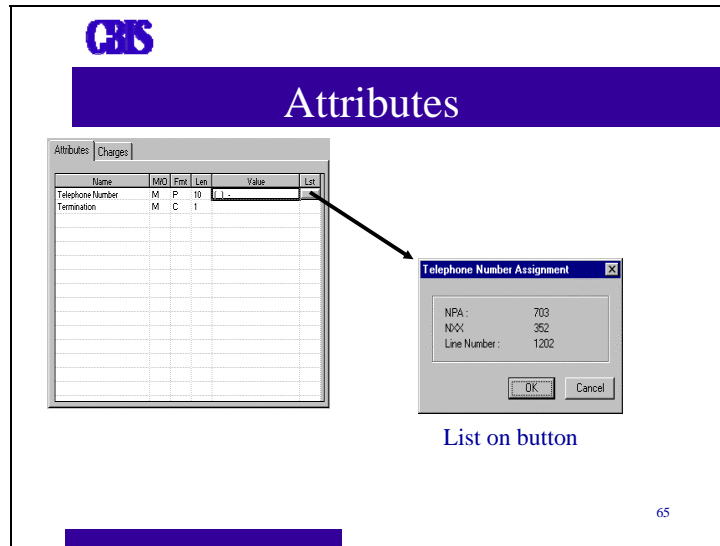 CBIS
Attributes
Attributes Charges
Name M/O Fmt Len Value Lst
Telephone Number M P 10 ( ) -
Termination M C 1
Telephone Number Assignment
NPA : 703
NXX 352
Line Number : 1202
OK Cancel
List on button
65